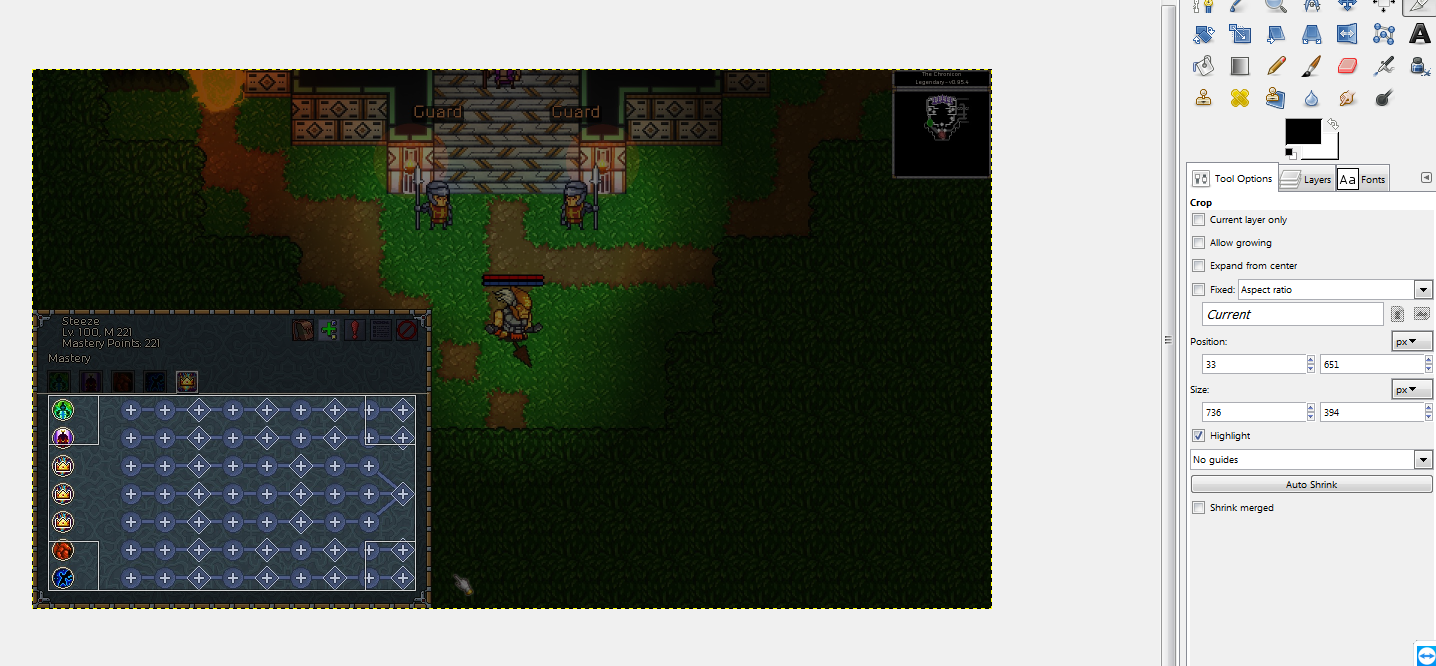 The Chronicon
Legendary - v0.95.4
Guard
Guard
Steeze
Lv. 100, M 221
Mastery Points: 221
Mastery
A
Tool Options
Layers
Aa Fonts
Crop
Current layer only
Allow growing
Expand from center
Fixed: Aspect ratio
Current
Position: px
33 651
Size: px
736 394
Highlight
No guides
Auto Shrink
Shrink merged